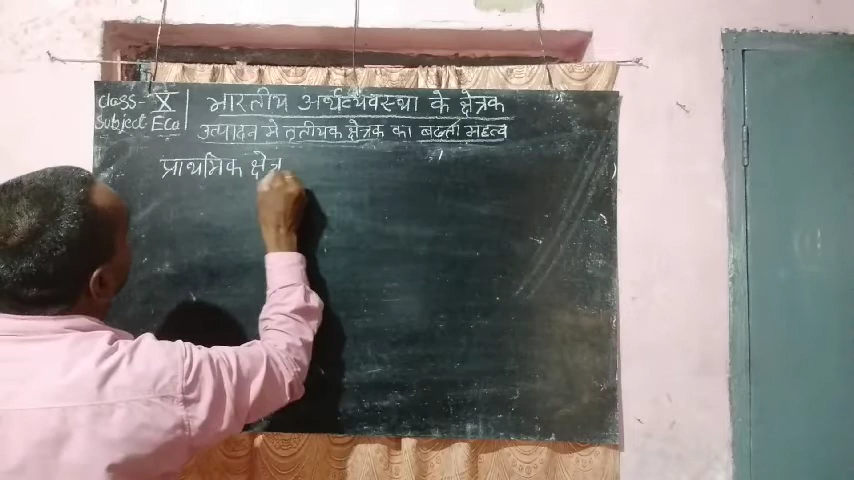 Class- X
Subject Eco
भारतीय अर्थव्यवस्था के क्षेत्रक
उत्पादन मे तृतीयक क्षेत्रक का बढ्ता महत्व
प्राथमिक क्षेत्र